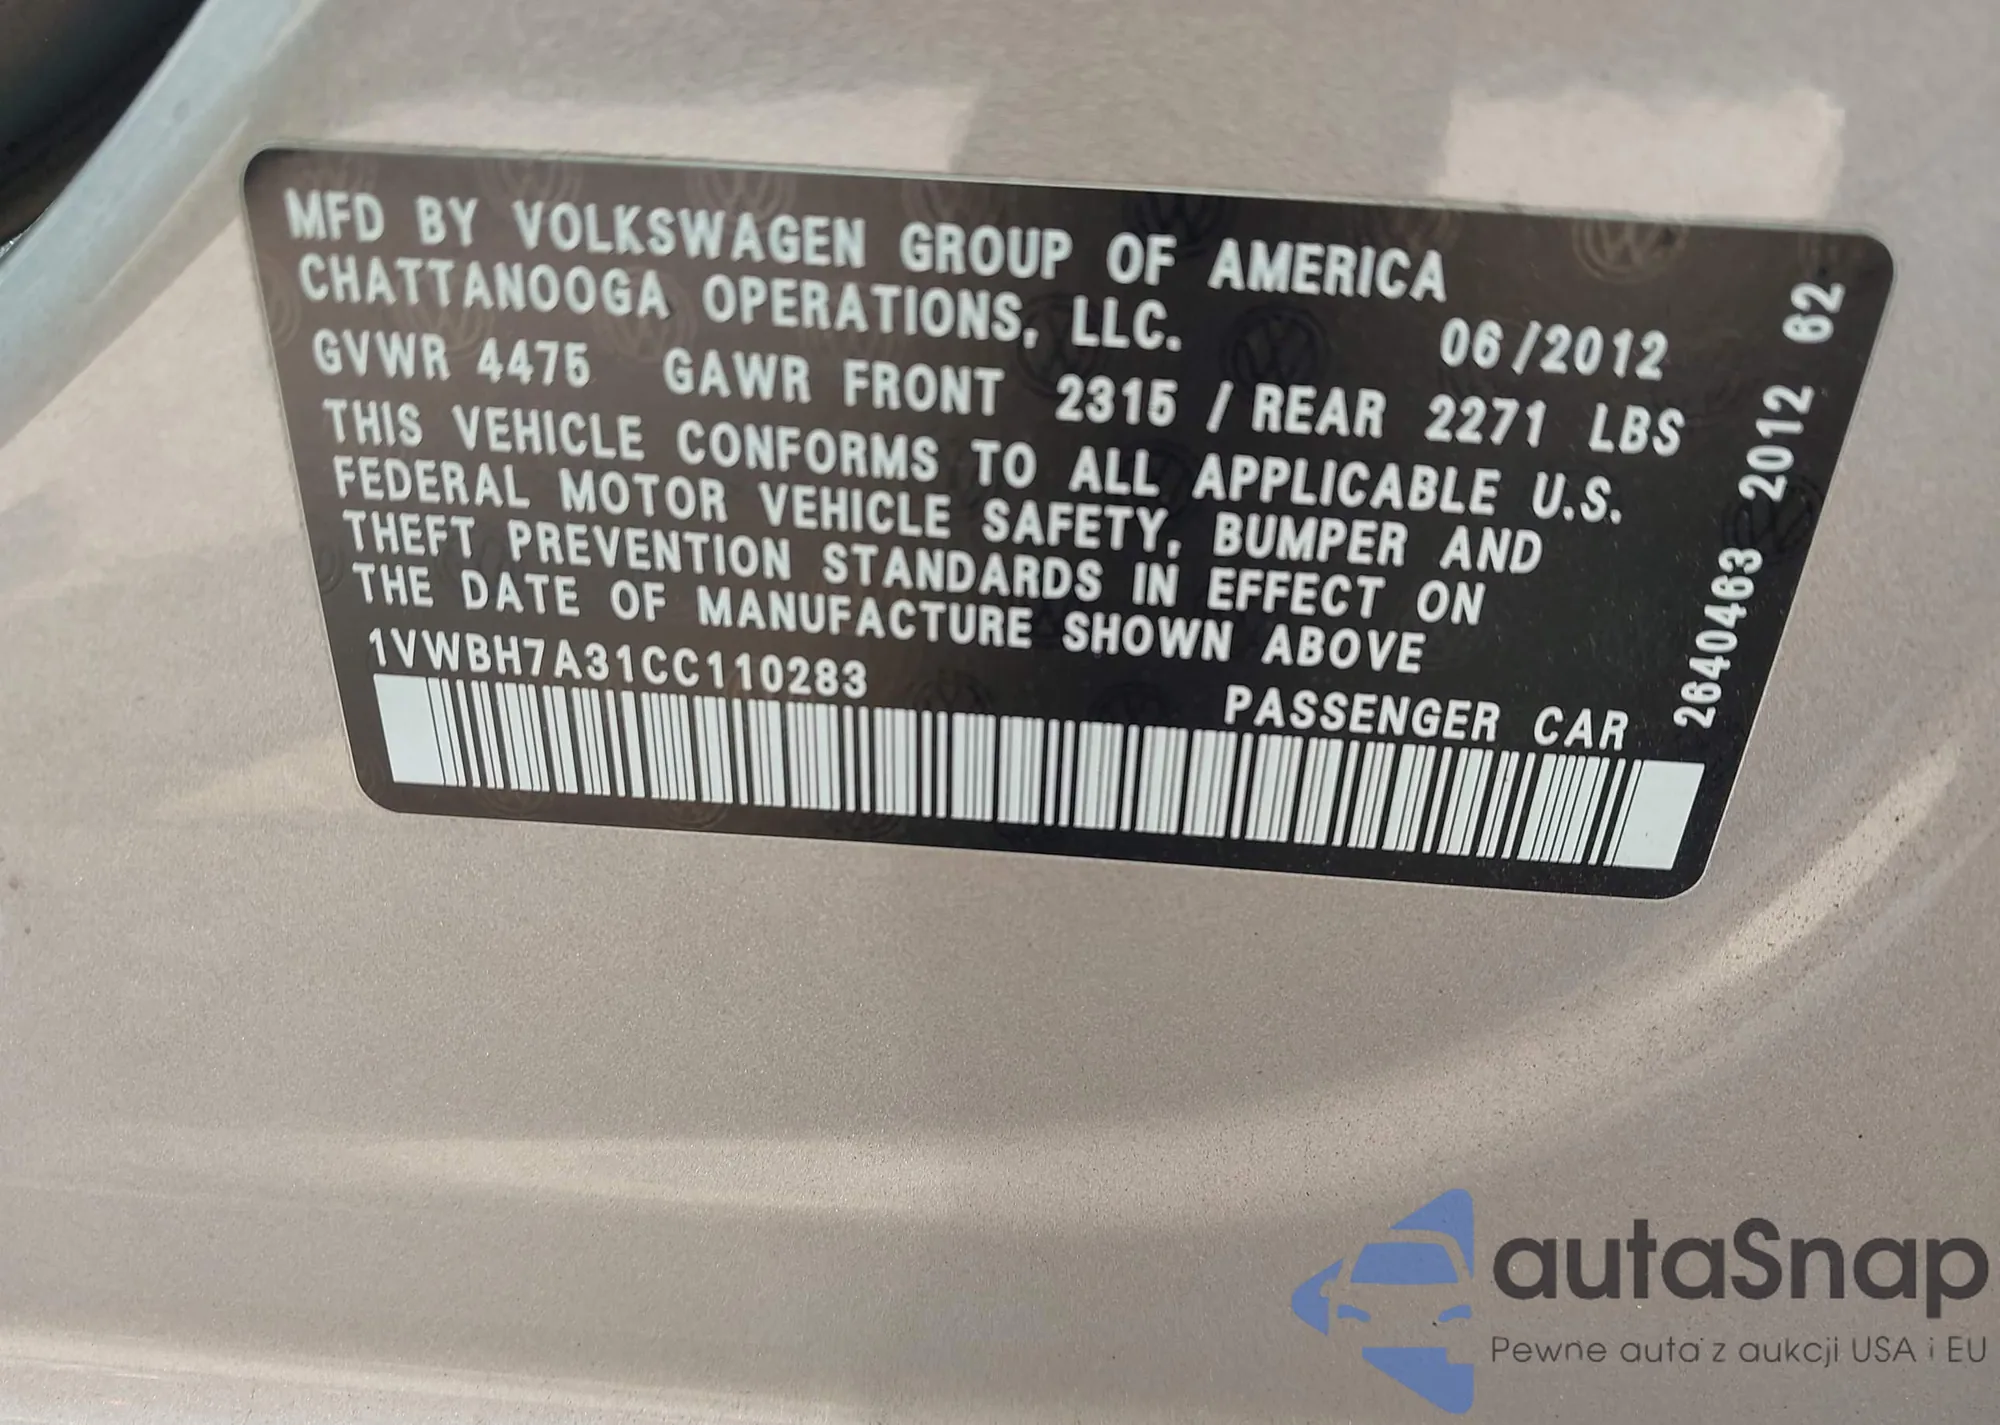 MFD BY VOLKSWAGEN GROUP OF AMERICA
CHATTANOOGA OPERATIONS, LLC.
06/2012
GVWR 4475 GAWR FRONT 2315 / REAR 2271 LBS
THIS VEHICLE CONFORMS TO ALL APPLICABLE U.S.
FEDERAL MOTOR VEHICLE SAFETY, BUMPER AND
THEFT PREVENTION STANDARDS IN EFFECT ON
THE DATE OF MANUFACTURE SHOWN ABOVE
1VWBH7A31CC110283
PASSENGER CAR
2640463 2012 62
autaSnap
Pewne auta z aukcji USA i EU